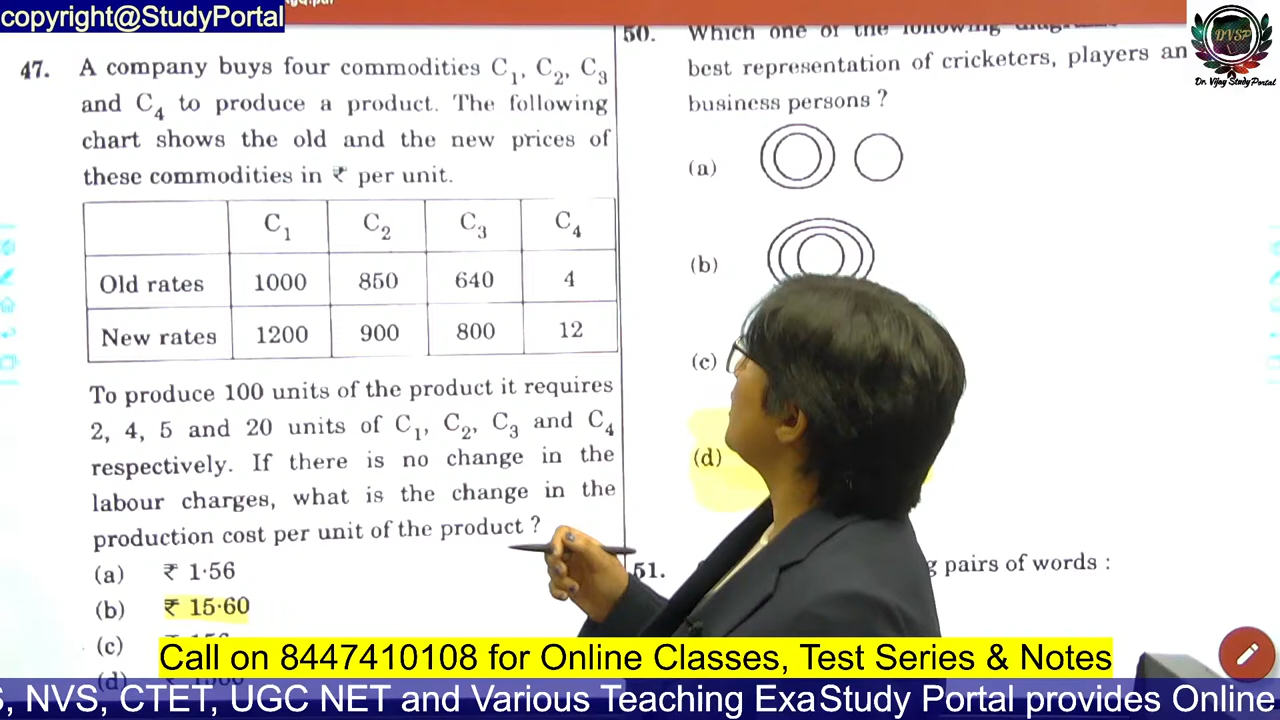 copyright@StudyPortal
DVSP
Dr. Vijay StudyPortal
47. A company buys four commodities C1, C2, C3
and C4 to produce a product. The following
chart shows the old and the new prices of
these commodities in ₹ per unit.
C1 C2 C3 C4
Old rates 1000 850 640 4
New rates 1200 900 800 12
To produce 100 units of the product it requires
2, 4, 5 and 20 units of C1, C2, C3 and C4
respectively. If there is no change in the
labour charges, what is the change in the
production cost per unit of the product ?
(a) ₹ 1·56
(b) ₹ 15·60
(c)
(d)
50. Which one of the following
best representation of cricketers, players
business persons ?
(a)
(b)
(c)
(d)
51. pairs of words :
Call on 8447410108 for Online Classes, Test Series & Notes
NVS, CTET, UGC NET and Various Teaching ExaStudy Portal provides Online